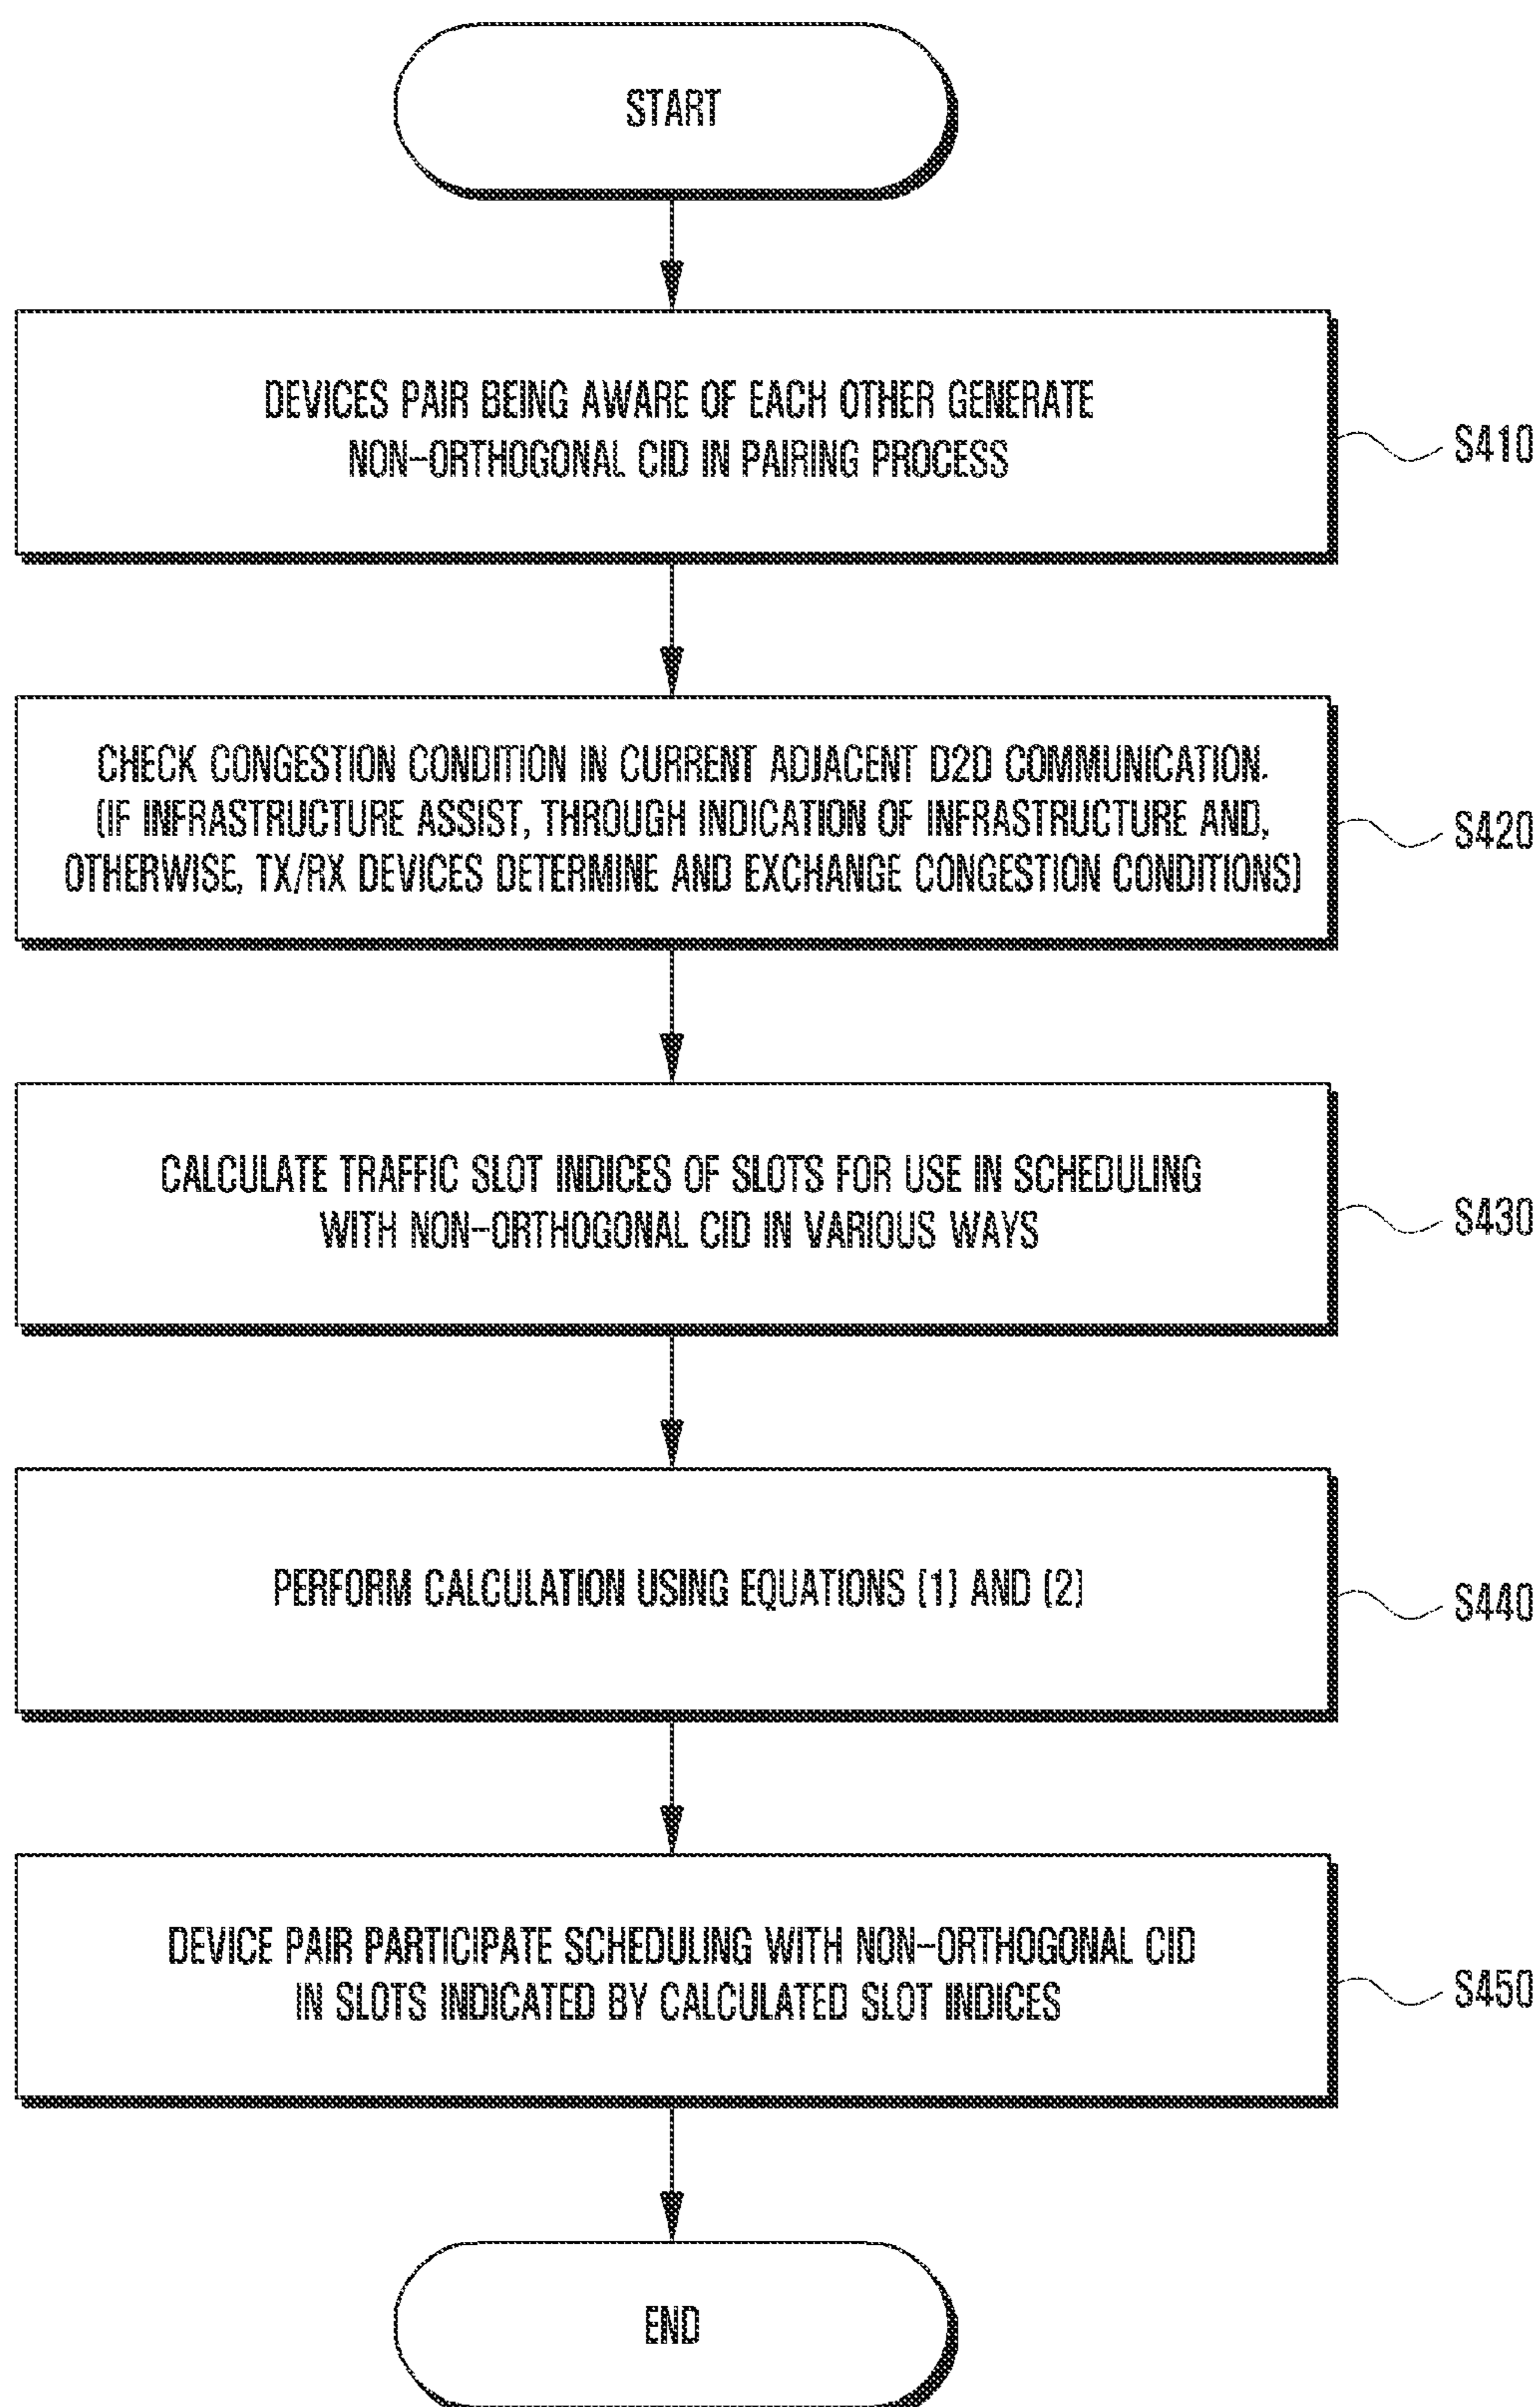 START
DEVICES PAIR BEING AWARE OF EACH OTHER GENERATE
NON-ORTHOGONAL CID IN PAIRING PROCESS
S410
CHECK CONGESTION CONDITION IN CURRENT ADJACENT D2D COMMUNICATION.
(IF INFRASTRUCTURE ASSIST, THROUGH INDICATION OF INFRASTRUCTURE AND,
OTHERWISE, TX/RX DEVICES DETERMINE AND EXCHANGE CONGESTION CONDITIONS)
S420
CALCULATE TRAFFIC SLOT INDICES OF SLOTS FOR USE IN SCHEDULING
WITH NON-ORTHOGONAL CID IN VARIOUS WAYS
S430
PERFORM CALCULATION USING EQUATIONS (1) AND (2)
S440
DEVICE PAIR PARTICIPATE SCHEDULING WITH NON-ORTHOGONAL CID
IN SLOTS INDICATED BY CALCULATED SLOT INDICES
S450
END